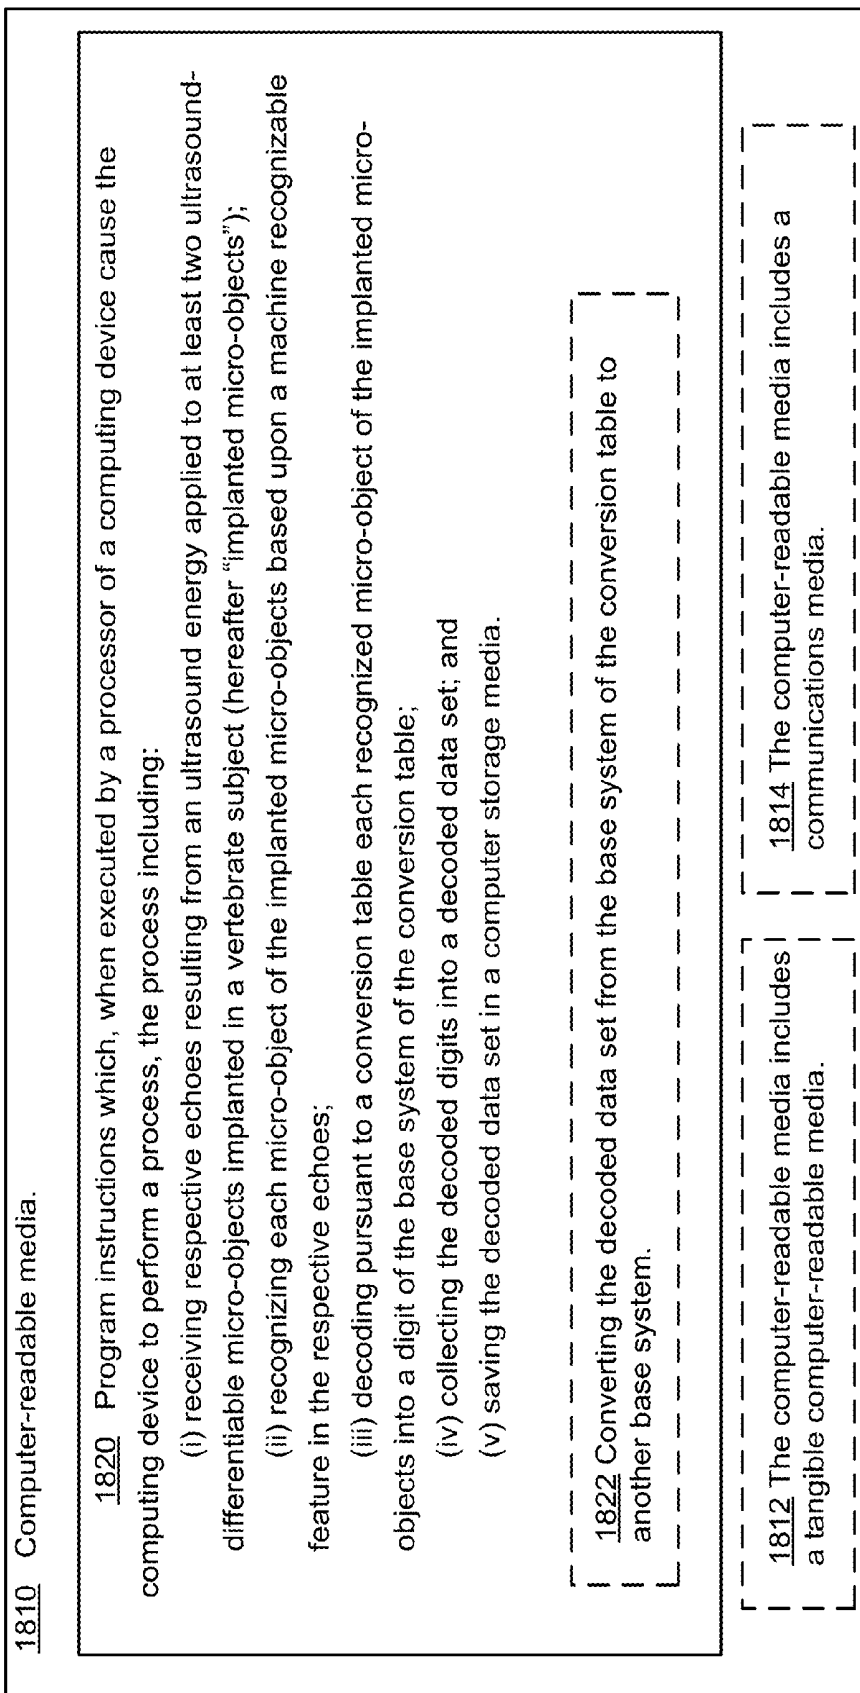 1810 Computer-readable media.
1820 Program instructions which, when executed by a processor of a computing device cause the
computing device to perform a process, the process including:
(i) receiving respective echoes resulting from an ultrasound energy applied to at least two ultrasound-
differentiable micro-objects implanted in a vertebrate subject (hereafter “implanted micro-objects”);
(ii) recognizing each micro-object of the implanted micro-objects based upon a machine recognizable
feature in the respective echoes;
(iii) decoding pursuant to a conversion table each recognized micro-object of the implanted micro-
objects into a digit of the base system of the conversion table;
(iv) collecting the decoded digits into a decoded data set; and
(v) saving the decoded data set in a computer storage media.
1822 Converting the decoded data set from the base system of the conversion table to
another base system.
1812 The computer-readable media includes
a tangible computer-readable media.
1814 The computer-readable media includes a
communications media.